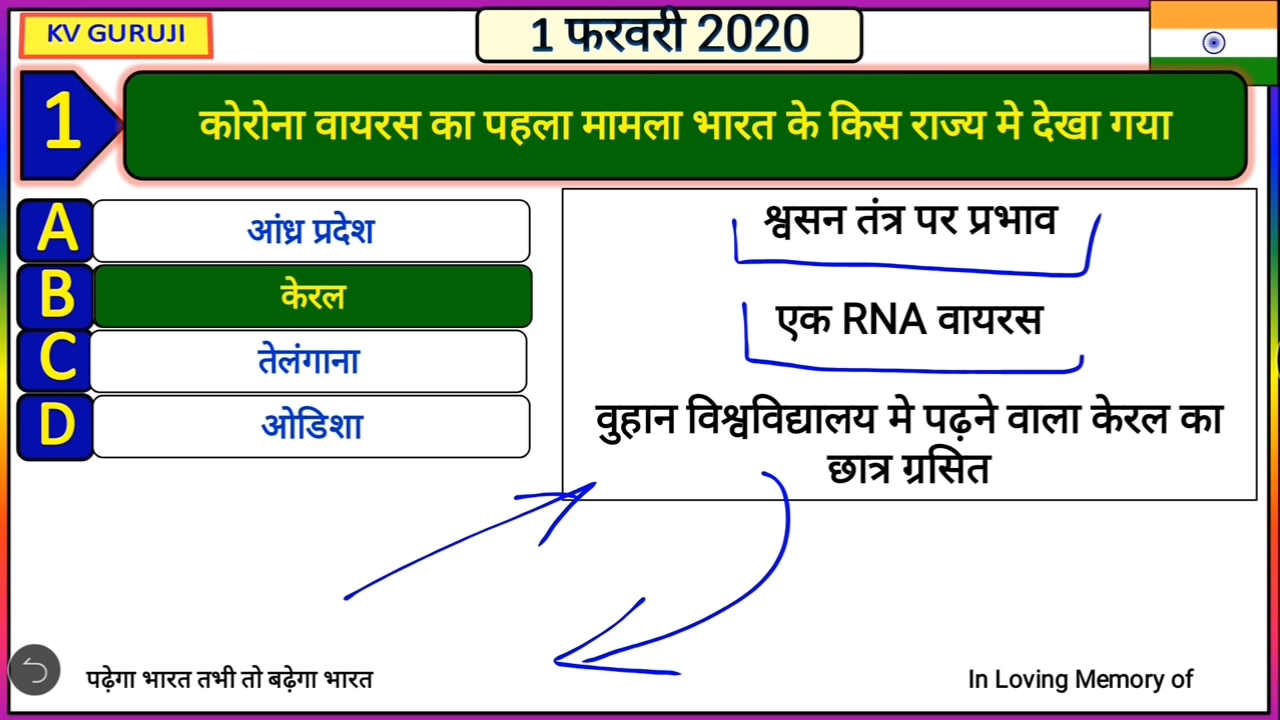 KV GURUJI
1 फरवरी 2020
1
कोरोना वायरस का पहला मामला भारत के किस राज्य मे देखा गया
A
आंध्र प्रदेश
B
केरल
C
तेलंगाना
D
ओडिशा
श्वसन तंत्र पर प्रभाव
एक RNA वायरस
वुहान विश्वविद्यालय मे पढ़ने वाला केरल का
छात्र ग्रसित
पढ़ेगा भारत तभी तो बढ़ेगा भारत
In Loving Memory of